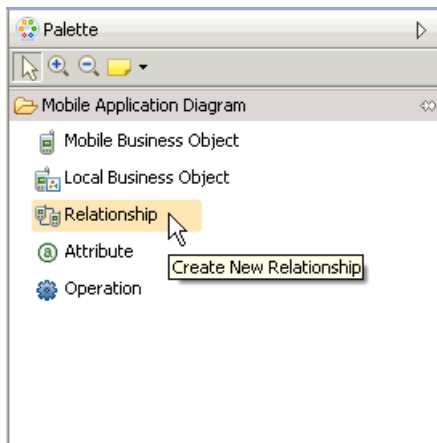 Palette
Mobile Application Diagram
Mobile Business Object
Local Business Object
Relationship
Attribute
Create New Relationship
Operation